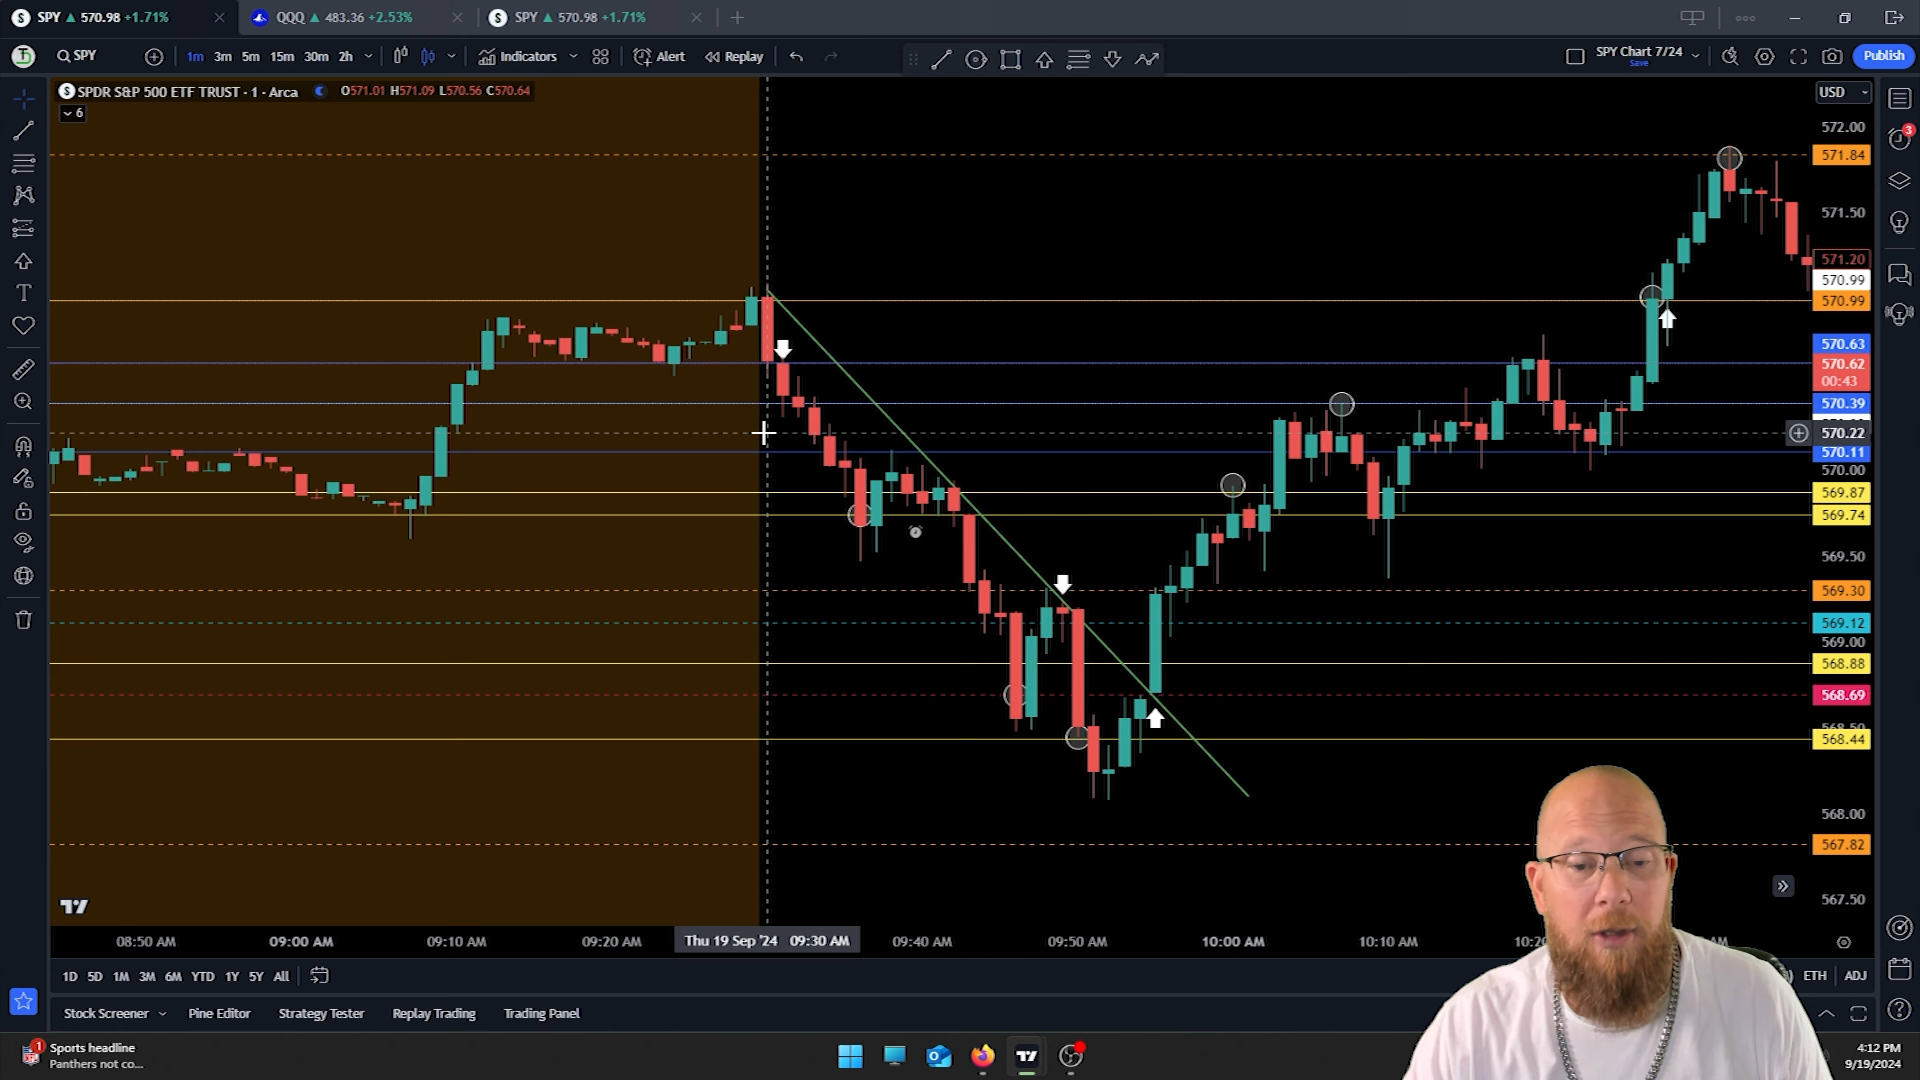 SPY ▲ 570.98 +1.71%
QQQ ▲ 483.36 +2.53%
SPY ▲ 570.98 +1.71%
SPY
1m 3m 5m 15m 30m 2h
Indicators
Alert
Replay
SPY Chart 7/24
Save
Publish
SPDR S&P 500 ETF TRUST · 1 · Arca
O571.01 H571.09 L570.56 C570.64
6
USD
572.00
571.84
571.50
571.20
570.99
570.99
570.63
570.62
00:43
570.39
570.22
570.11
570.00
569.87
569.74
569.50
569.30
569.12
569.00
568.88
568.69
568.50
568.44
568.00
567.82
567.50
3
08:50 AM
09:00 AM
09:10 AM
09:20 AM
Thu 19 Sep '24 09:30 AM
09:40 AM
09:50 AM
10:00 AM
10:10 AM
1D 5D 1M 3M 6M YTD 1Y 5Y All
ETH
ADJ
Stock Screener
Pine Editor
Strategy Tester
Replay Trading
Trading Panel
1
Sports headline
Panthers not co...
4:12 PM
9/19/2024